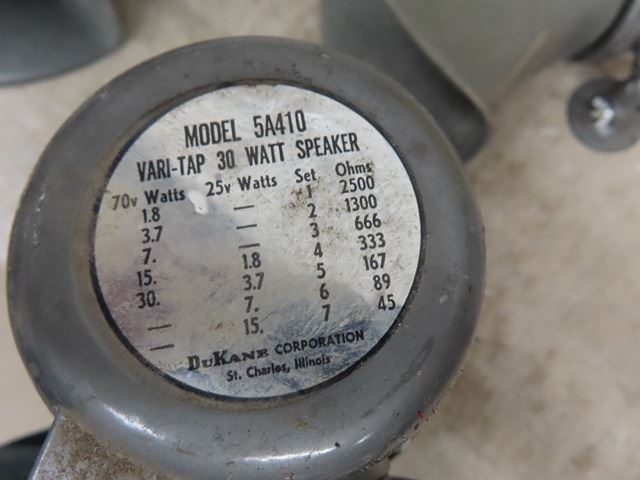 MODEL 5A410
VARI-TAP 30 WATT SPEAKER
70v Watts 25v Watts Set Ohms
1.8 — 1 2500
3.7 — 2 1300
7. — 3 666
15. 1.8 4 333
30. 3.7 5 167
— 7. 6 89
— 15. 7 45
DUKANE CORPORATION
St. Charles, Illinois